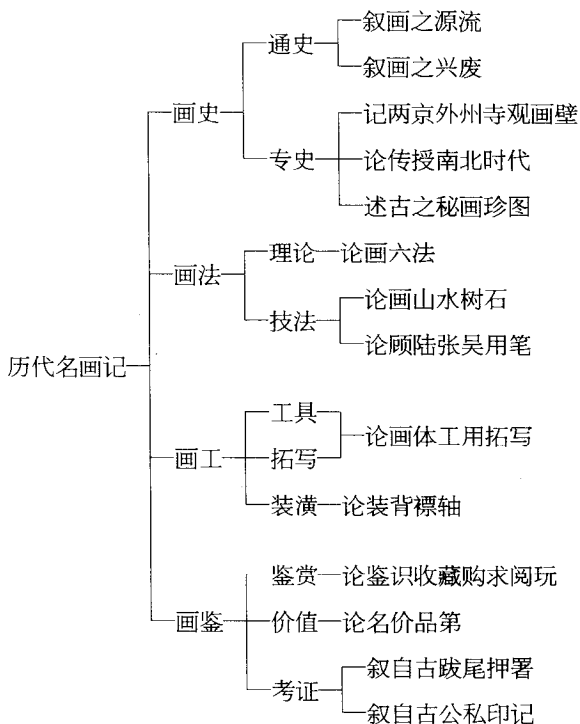 历代名画记
画史
通史
叙画之源流
叙画之兴废
专史
记两京外州寺观画壁
论传授南北时代
述古之秘画珍图
画法
理论
论画六法
技法
论画山水树石
论顾陆张吴用笔
画工
工具
拓写
论画体工用拓写
装潢
论装背褾轴
画鉴
鉴赏
论鉴识收藏购求阅玩
价值
论名价品第
考证
叙自古跋尾押署
叙自古公私印记